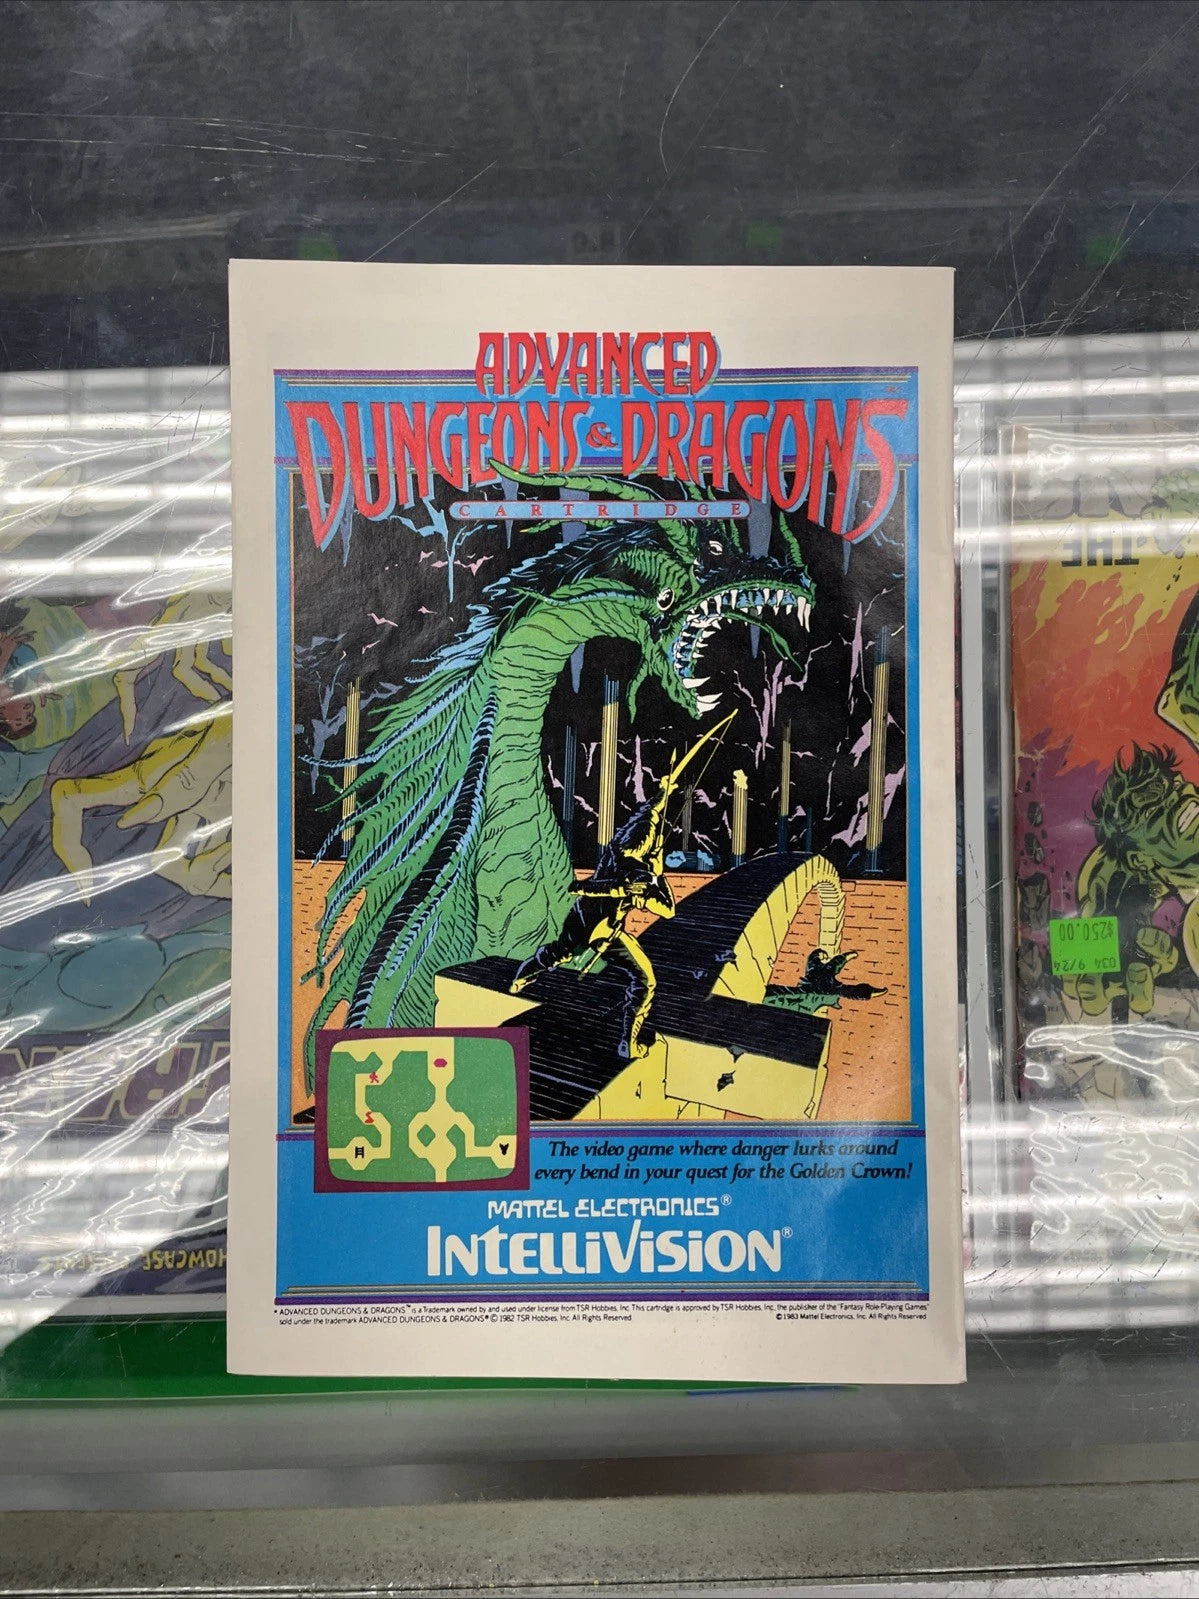 ADVANCED
DUNGEONS & DRAGONS™
CARTRIDGE
The video game where danger lurks around
every bend in your quest for the Golden Crown!
MATTEL ELECTRONICS®
INTELLIVISION®
* ADVANCED DUNGEONS & DRAGONS™ is a Trademark owned by and used under license from TSR Hobbies, Inc. This cartridge is approved by TSR Hobbies, Inc., the publisher of the "Fantasy Role-Playing Games"
sold under the trademark ADVANCED DUNGEONS & DRAGONS® © 1982 TSR Hobbies, Inc. All Rights Reserved.
© 1983 Mattel Electronics, Inc. All Rights Reserved
THE
$250.00
034 9/24
SHOWCASE